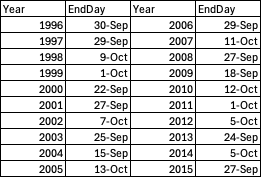 Year EndDay Year EndDay
1996 30-Sep 2006 29-Sep
1997 29-Sep 2007 11-Oct
1998 9-Oct 2008 27-Sep
1999 1-Oct 2009 18-Sep
2000 22-Sep 2010 12-Oct
2001 27-Sep 2011 1-Oct
2002 7-Oct 2012 5-Oct
2003 25-Sep 2013 24-Sep
2004 15-Sep 2014 5-Oct
2005 13-Oct 2015 27-Sep